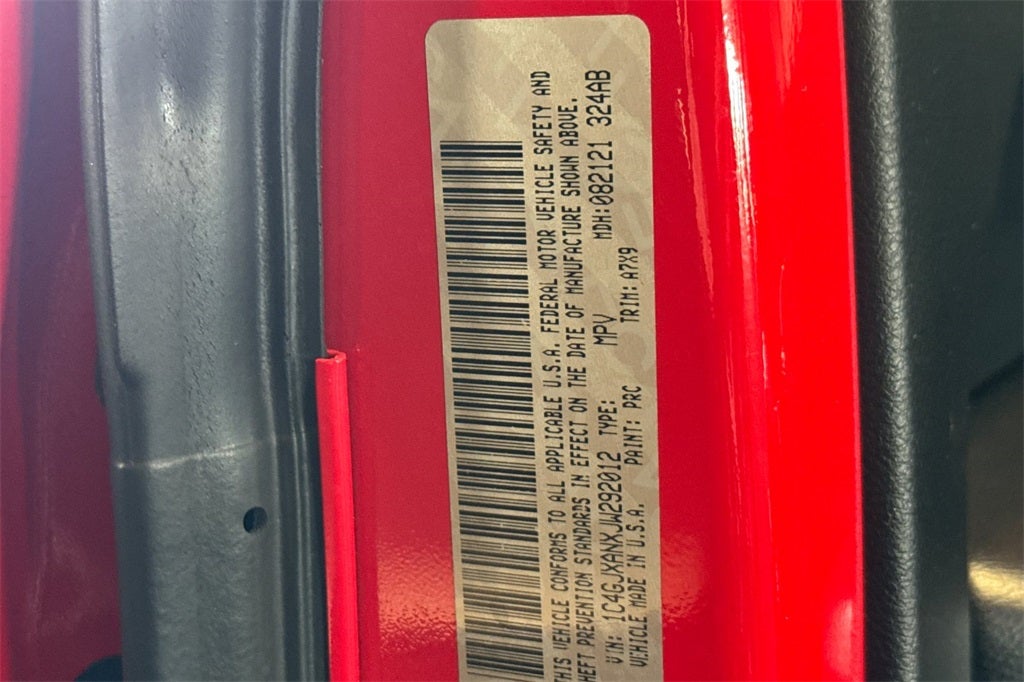 THIS VEHICLE CONFORMS TO ALL APPLICABLE U.S.A. FEDERAL MOTOR VEHICLE SAFETY AND
THEFT PREVENTION STANDARDS IN EFFECT ON THE DATE OF MANUFACTURE SHOWN ABOVE.
VIN: 1C4GJXANXJW292012 TYPE: MPV MDH:082121 324AB
VEHICLE MADE IN U.S.A. PAINT: PRC TRIM: A7X9